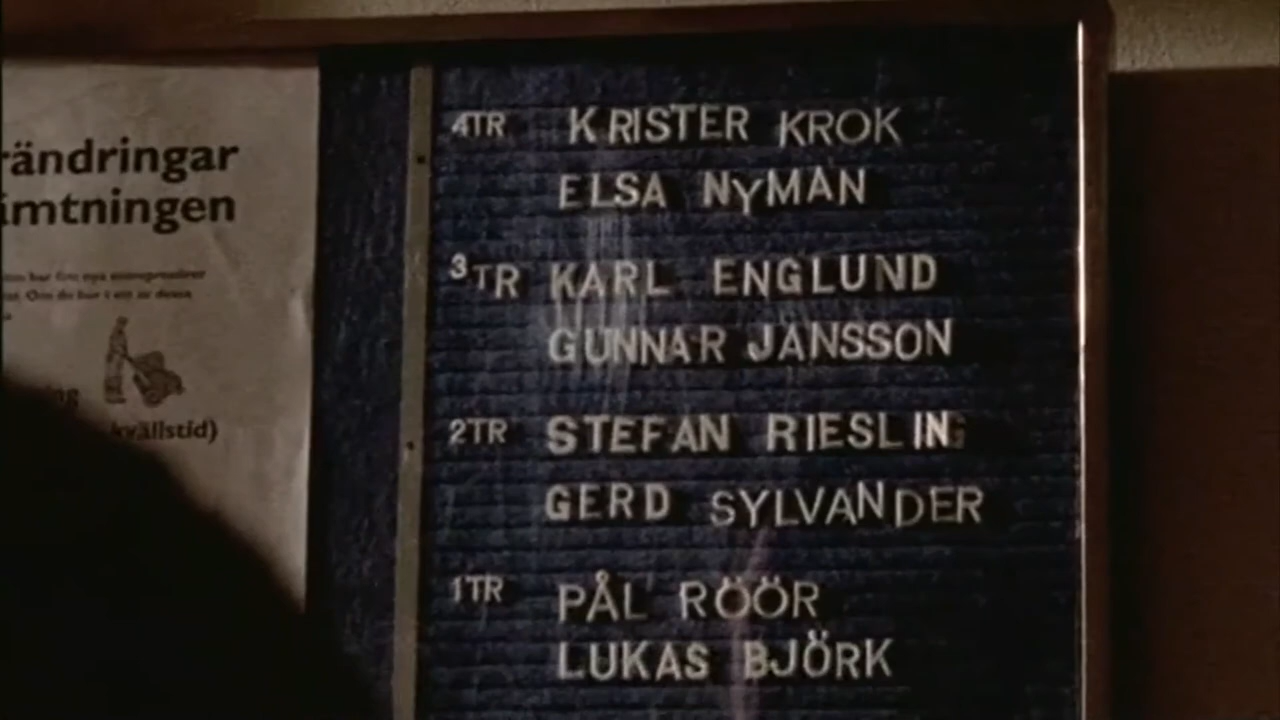 rändringar
ämtningen
kvällstid)
4TR KRISTER KROK
ELSA NYMAN
3TR KARL ENGLUND
GUNNAR JANSSON
2TR STEFAN RIESLING
GERD SYLVANDER
1TR PÅL RÖÖR
LUKAS BJÖRK